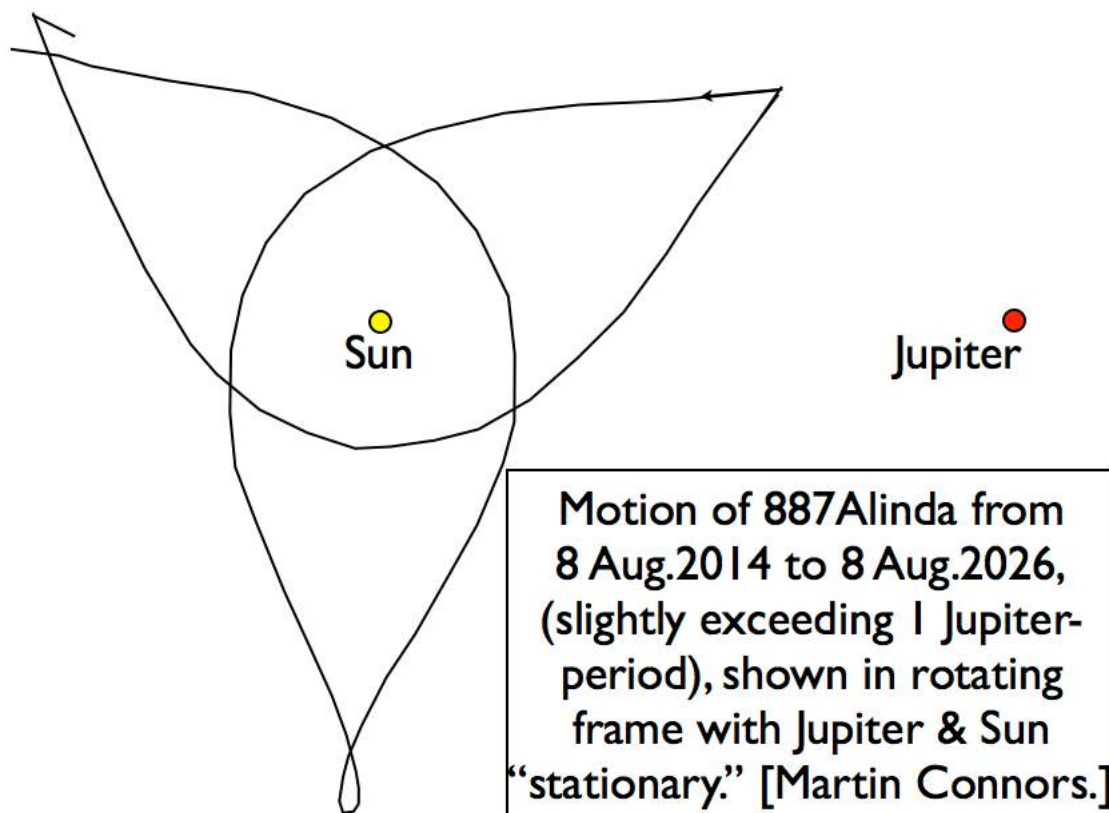 Sun
Jupiter
Motion of 887Alinda from
8 Aug.2014 to 8 Aug.2026,
(slightly exceeding 1 Jupiter-
period), shown in rotating
frame with Jupiter & Sun
“stationary.” [Martin Connors.]